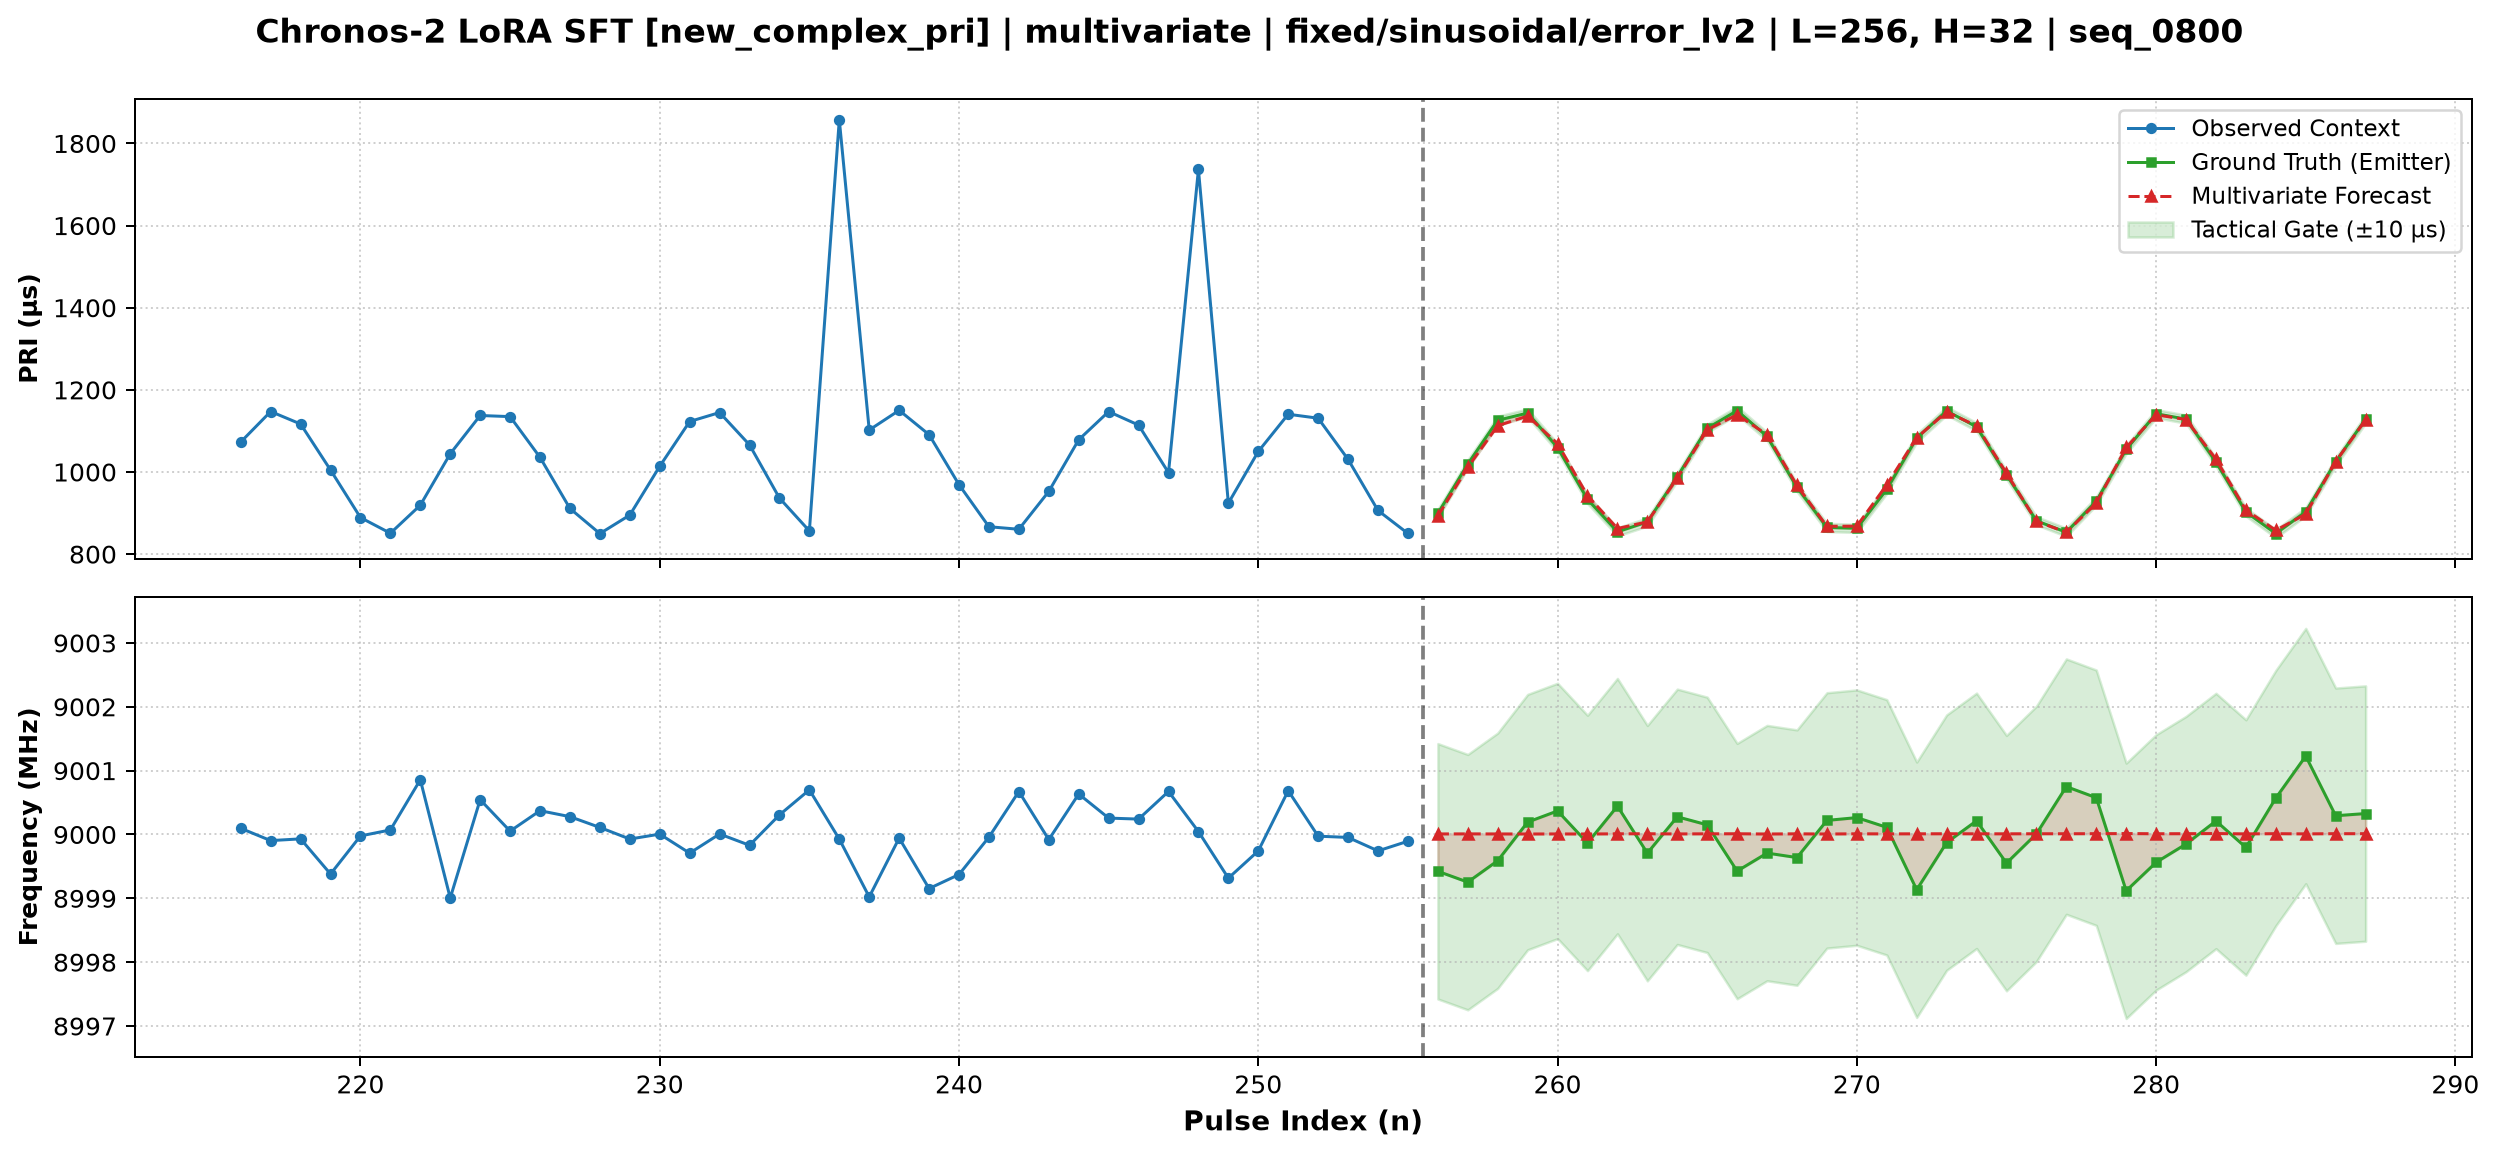 Chronos-2 LoRA SFT [new_complex_pri] | multivariate | fixed/sinusoidal/error_lv2 | L=256, H=32 | seq_0800
PRI (µs)
1800
1600
1400
1200
1000
800
Observed Context
Ground Truth (Emitter)
Multivariate Forecast
Tactical Gate (±10 µs)
Frequency (MHz)
9003
9002
9001
9000
8999
8998
8997
220 230 240 250 260 270 280 290
Pulse Index (n)